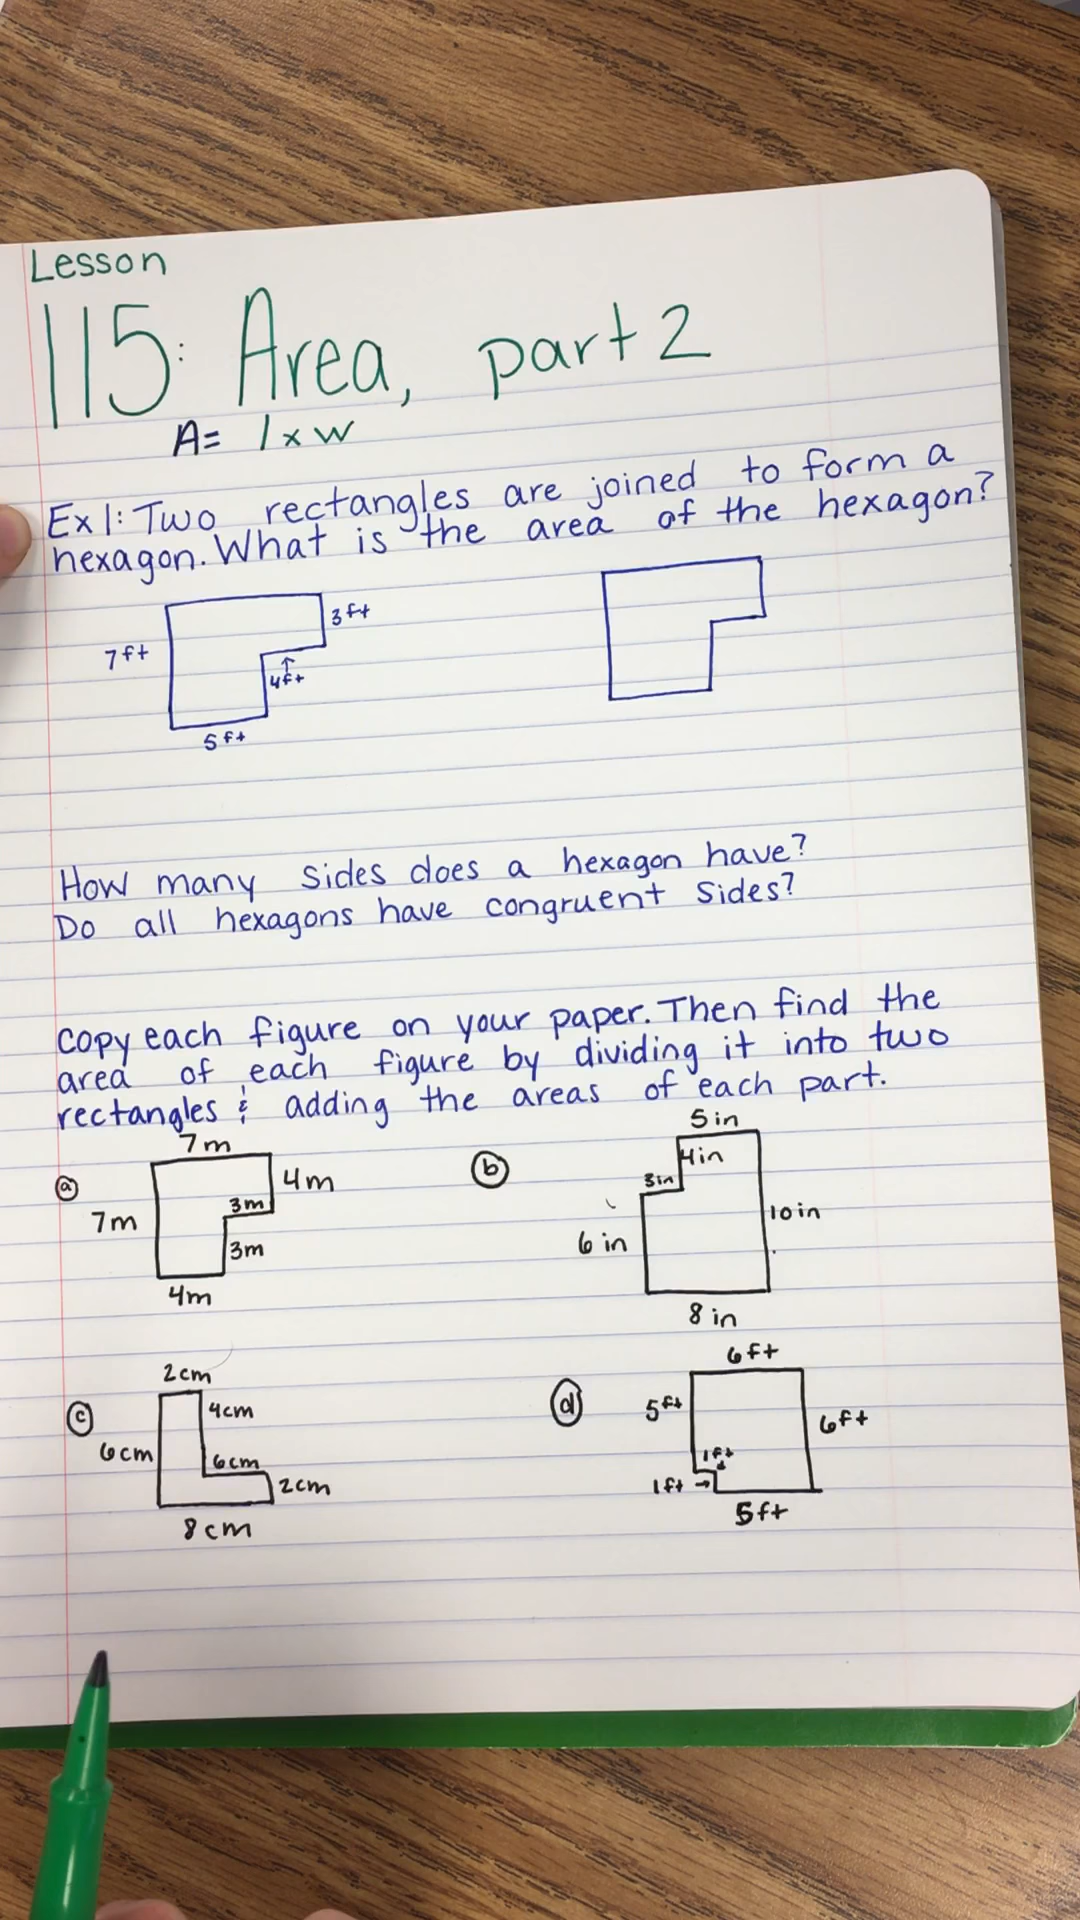 Lesson
115: Area, part 2
A= l x w
Ex 1: Two rectangles are joined to form a
hexagon. What is the area of the hexagon?
7ft
3ft
4ft
5ft
How many sides does a hexagon have?
Do all hexagons have congruent sides?
Copy each figure on your paper. Then find the
area of each figure by dividing it into two
rectangles & adding the areas of each part.
a
7m
4m
7m
3m
3m
4m
b
5in
4in
3in
10in
6 in
8 in
c
2cm
4cm
6cm
6cm
2cm
8cm
d
6ft
5ft
6ft
1ft
1ft
5ft